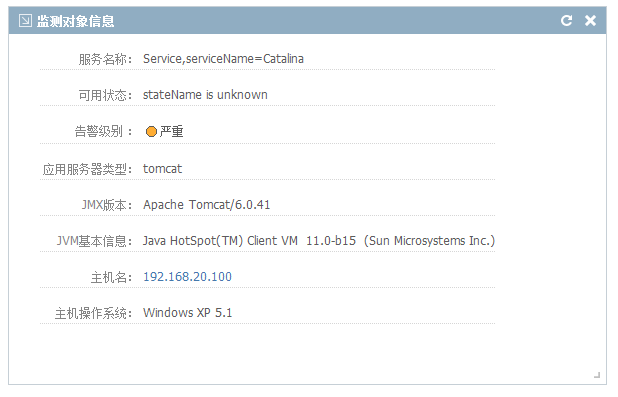 监测对象信息
服务名称: Service,serviceName=Catalina
可用状态: stateName is unknown
告警级别 : 严重
应用服务器类型: tomcat
JMX版本: Apache Tomcat/6.0.41
JVM基本信息: Java HotSpot(TM) Client VM  11.0-b15  (Sun Microsystems Inc.)
主机名: 192.168.20.100
主机操作系统: Windows XP 5.1